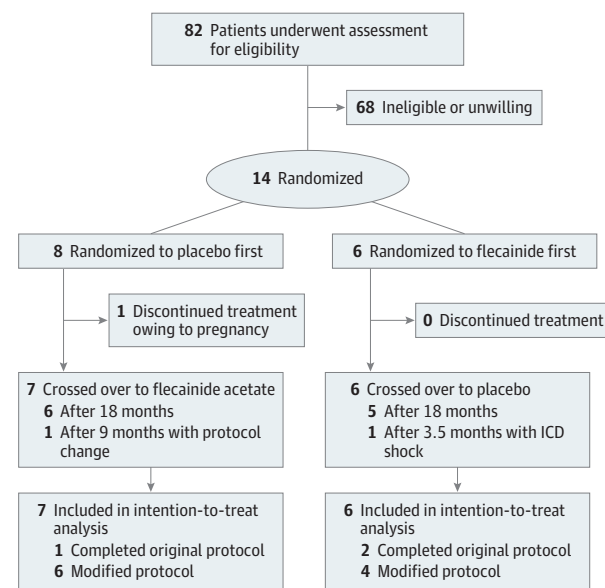 82 Patients underwent assessment
for eligibility
68 Ineligible or unwilling
14 Randomized
8 Randomized to placebo first
6 Randomized to flecainide first
1 Discontinued treatment
owing to pregnancy
0 Discontinued treatment
7 Crossed over to flecainide acetate
6 After 18 months
1 After 9 months with protocol
change
6 Crossed over to placebo
5 After 18 months
1 After 3.5 months with ICD
shock
7 Included in intention-to-treat
analysis
1 Completed original protocol
6 Modified protocol
6 Included in intention-to-treat
analysis
2 Completed original protocol
4 Modified protocol